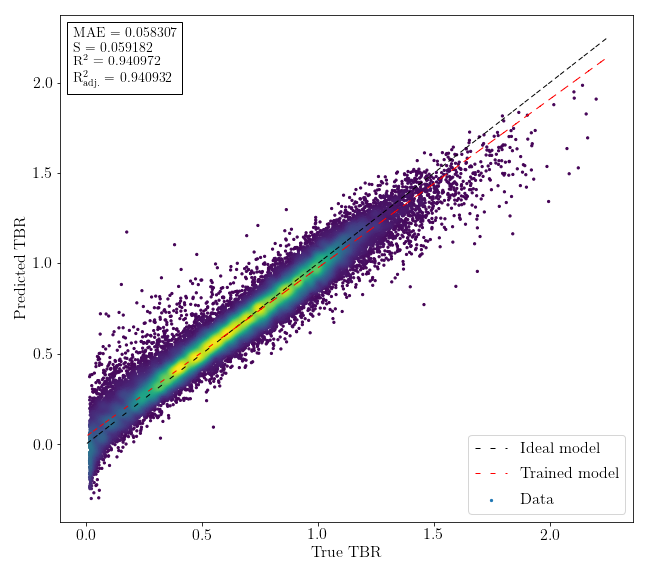 MAE = 0.058307
S = 0.059182
R² = 0.940972
R²adj. = 0.940932
2.0
1.5
1.0
0.5
0.0
Predicted TBR
Ideal model
Trained model
Data
0.0 0.5 1.0 1.5 2.0
True TBR